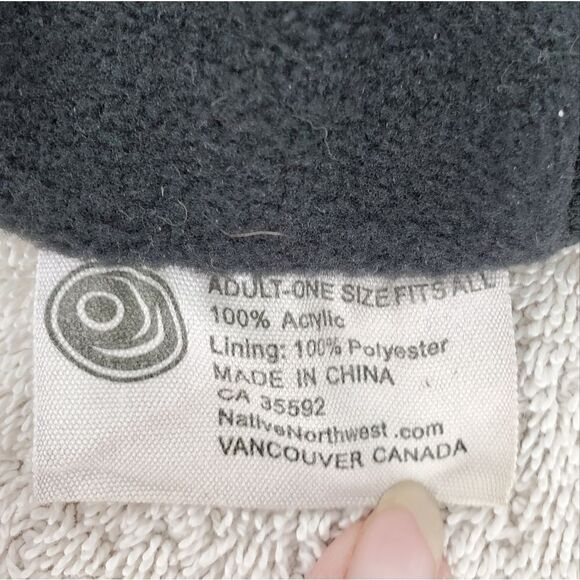 ADULT-ONE SIZE FITS ALL
100% Acrylic
Lining: 100% Polyester
MADE IN CHINA
CA 35592
NativeNorthwest .com
VANCOUVER CANADA